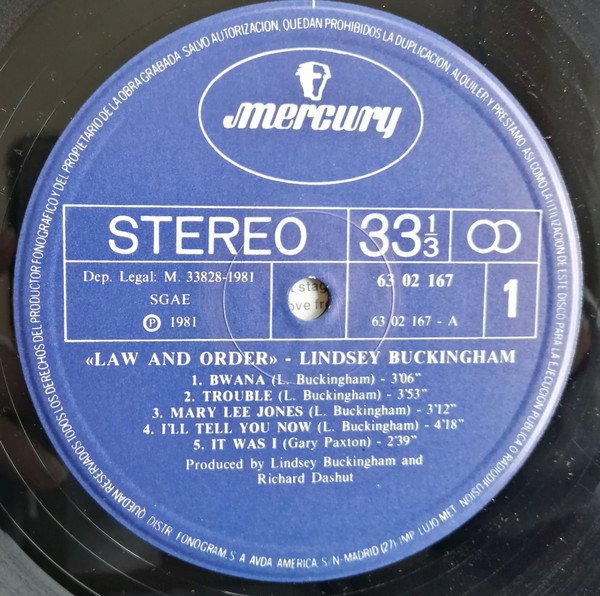 QUEDAN RESERVADOS TODOS LOS DERECHOS DEL PRODUCTOR FONOGRAFICO Y DEL PROPIETARIO DE LA OBRA GRABADA. SALVO AUTORIZACION, QUEDAN PROHIBIDOS LA DUPLICACION, ALQUILER Y PRESTAMO, ASI COMO LA UTILIZACION DE ESTE DISCO PARA LA EJECUCION PUBLICA O RADIODIFUSION
mercury
STEREO
33 1/3
Dep. Legal: M. 33828-1981
SGAE
℗ 1981
63 02 167
63 02 167 - A
1
stag
ove fr
«LAW AND ORDER» - LINDSEY BUCKINGHAM
1. BWANA (L. Buckingham) - 3'06"
2. TROUBLE (L. Buckingham) - 3'53"
3. MARY LEE JONES (L. Buckingham) - 3'12"
4. I'LL TELL YOU NOW (L. Buckingham) - 4'18"
5. IT WAS I (Gary Paxton) - 2'39"
Produced by Lindsey Buckingham and
Richard Dashut
DISTR. FONOGRAM, S A AVDA AMERICA, S/N-MADRID (27) IMP. LUJO MET